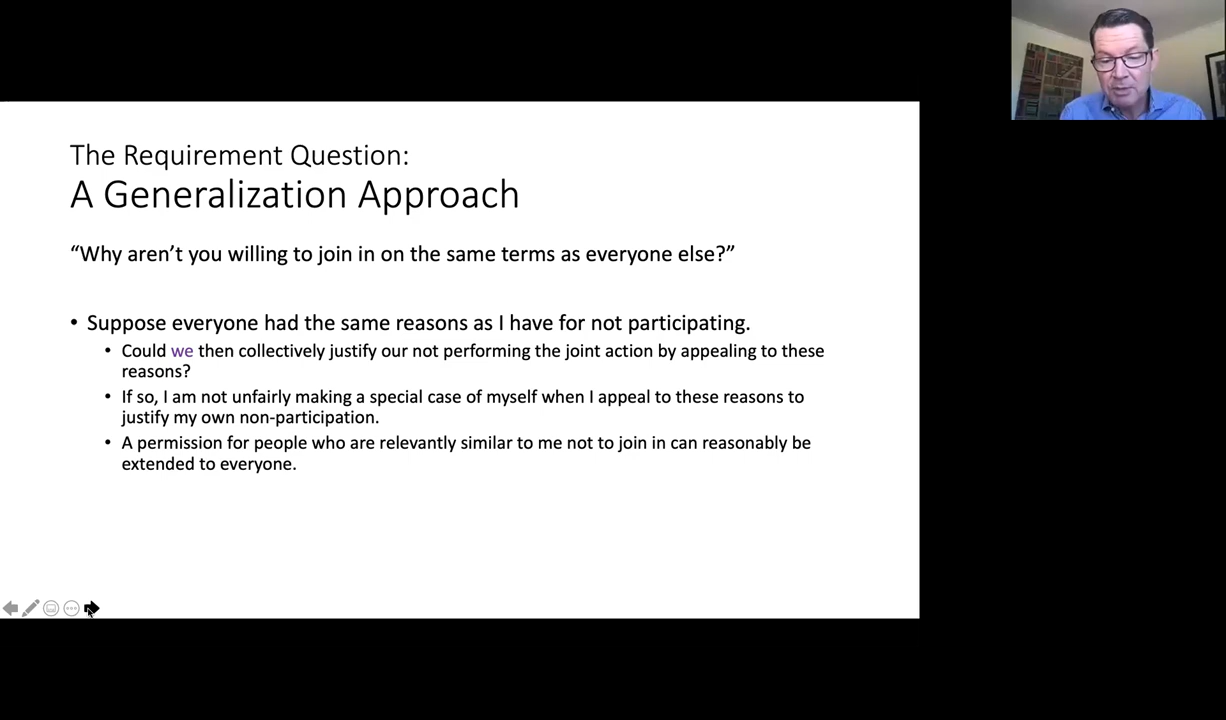 The Requirement Question:
A Generalization Approach
“Why aren’t you willing to join in on the same terms as everyone else?”
• Suppose everyone had the same reasons as I have for not participating.
• Could we then collectively justify our not performing the joint action by appealing to these
reasons?
• If so, I am not unfairly making a special case of myself when I appeal to these reasons to
justify my own non-participation.
• A permission for people who are relevantly similar to me not to join in can reasonably be
extended to everyone.